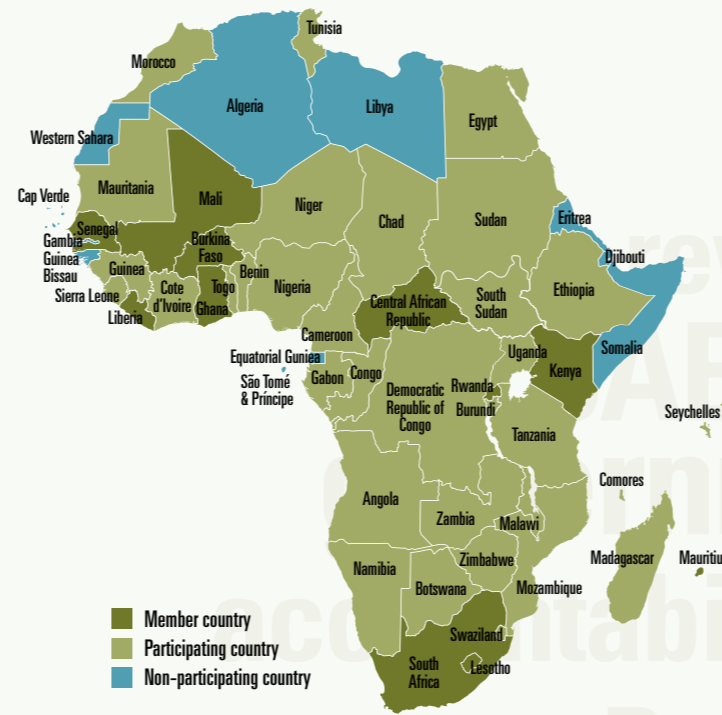 Tunisia
Morocco
Algeria
Libya
Egypt
Western Sahara
Mauritania
Mali
Niger
Chad
Sudan
Eritrea
Cap Verde
Senegal
Gambia
Guinea
Bissau
Guinea
Sierra Leone
Liberia
Cote
d'Ivoire
Burkina
Faso
Ghana
Togo
Benin
Nigeria
Djibouti
Ethiopia
Somalia
Central African
Republic
South
Sudan
Cameroon
Equatorial Guniea
São Tomé
& Príncipe
Gabon
Congo
Democratic
Republic of
Congo
Uganda
Kenya
Rwanda
Burundi
Tanzania
Seychelles
Comores
Angola
Zambia
Malawi
Zimbabwe
Mozambique
Madagascar
Mauritiu
Namibia
Botswana
Swaziland
South
Africa
Lesotho
Member country
Participating country
Non-participating country